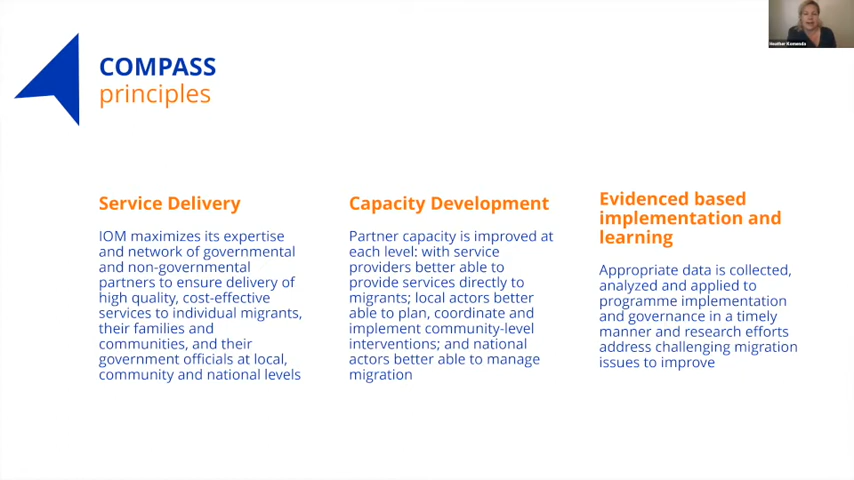 COMPASS
principles
Heather Komenda
Service Delivery
IOM maximizes its expertise
and network of governmental
and non-governmental
partners to ensure delivery of
high quality, cost-effective
services to individual migrants,
their families and
communities, and their
government officials at local,
community and national levels
Capacity Development
Partner capacity is improved at
each level: with service
providers better able to
provide services directly to
migrants; local actors better
able to plan, coordinate and
implement community-level
interventions; and national
actors better able to manage
migration
Evidenced based
implementation and
learning
Appropriate data is collected,
analyzed and applied to
programme implementation
and governance in a timely
manner and research efforts
address challenging migration
issues to improve